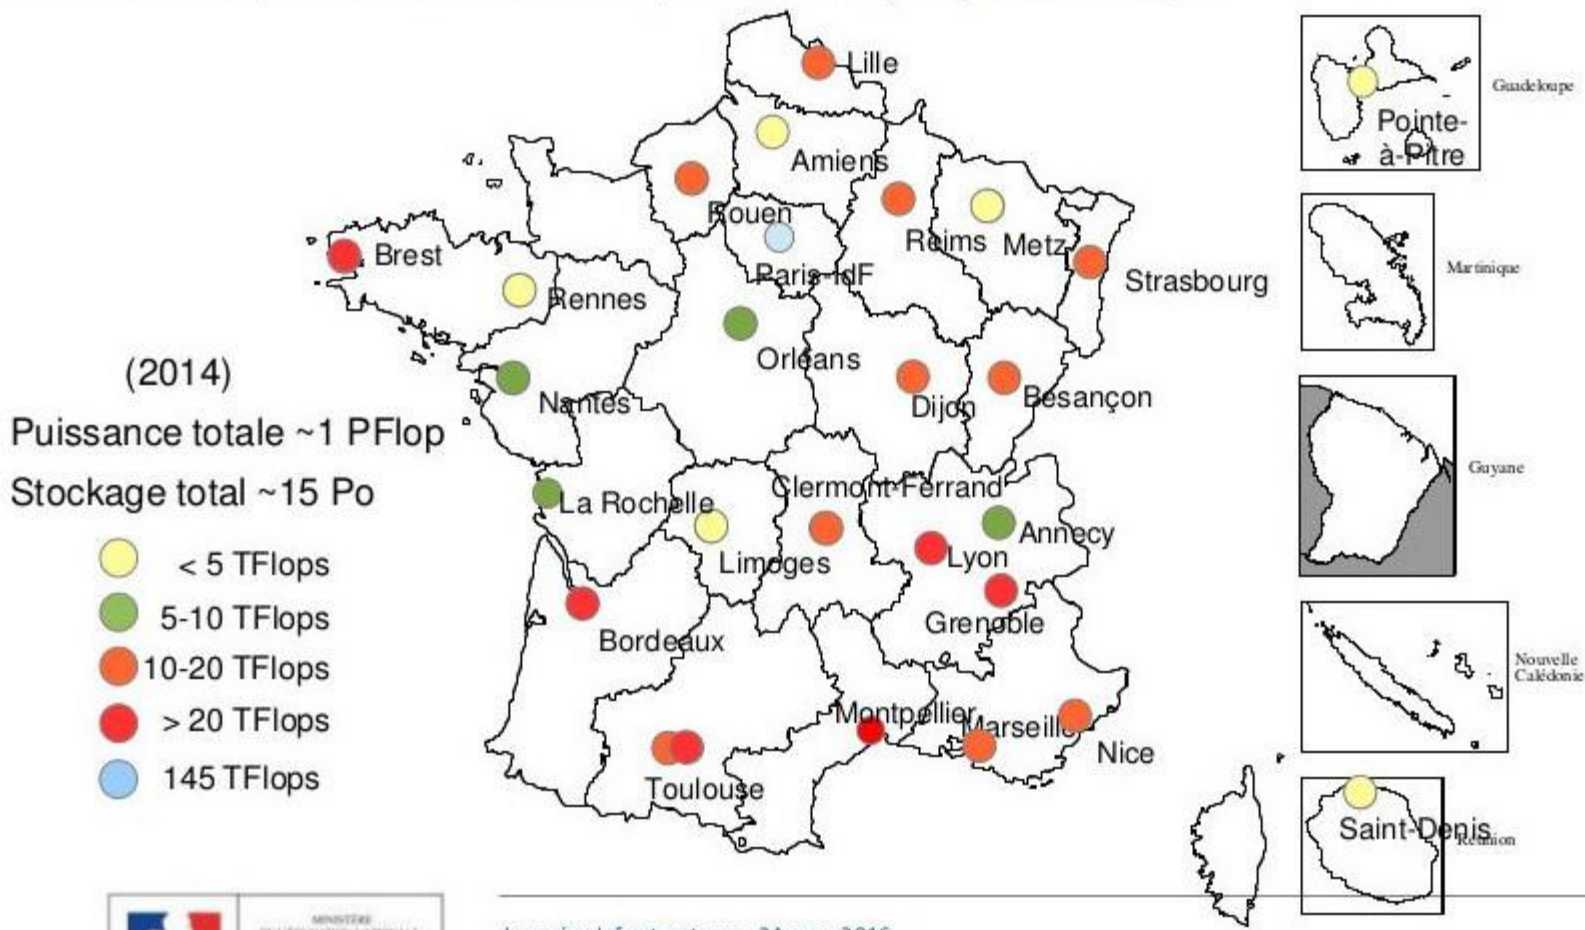 Lille
Guadeloupe
Pointe-
à-Pitre
Amiens
Rouen
Reims
Metz
Brest
Paris-IdF
Strasbourg
Martinique
Rennes
Orléans
(2014)
Nantes
Dijon
Besançon
Puissance totale ~1 PFlop
Guyane
Stockage total ~15 Po
La Rochelle
Clermont-Ferrand
Annecy
Limoges
Lyon
< 5 TFlops
5-10 TFlops
Grenoble
Bordeaux
10-20 TFlops
Nouvelle
Calédonie
> 20 TFlops
Montpellier
Marseille
Nice
145 TFlops
Toulouse
Saint-Denis
Réunion
MINISTÈRE